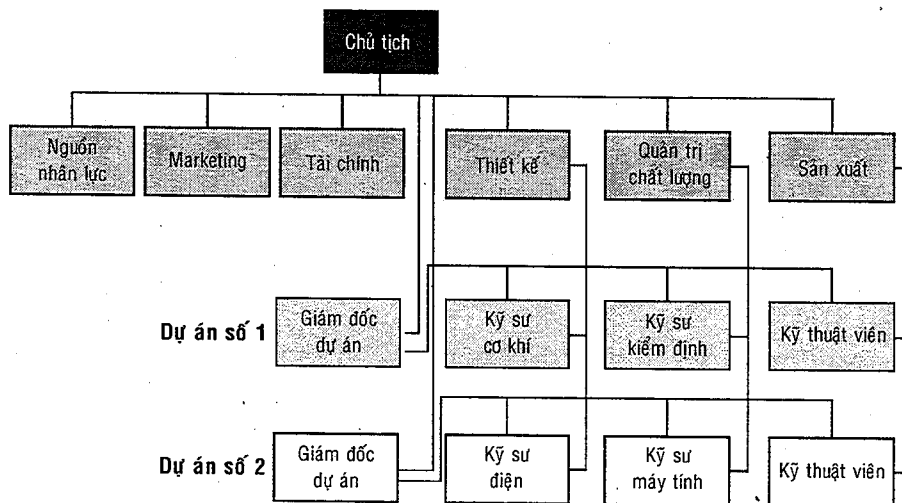 Chủ tịch
Nguồn
nhân lực
Marketing
Tài chính
Thiết kế
Quản trị
chất lượng
Sản xuất
Dự án số 1
Giám đốc
dự án
Kỹ sư
cơ khí
Kỹ sư
kiểm định
Kỹ thuật viên
Dự án số 2
Giám đốc
dự án
Kỹ sư
điện
Kỹ sư
máy tính
Kỹ thuật viên